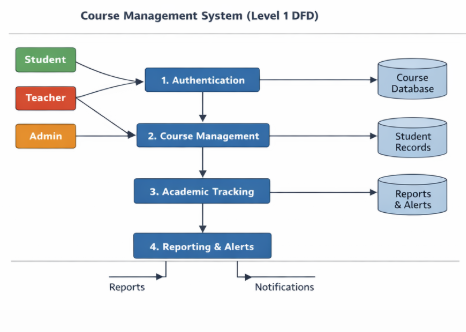 Course Management System (Level 1 DFD)
Student
Teacher
Admin
1. Authentication
2. Course Management
3. Academic Tracking
4. Reporting & Alerts
Course
Database
Student
Records
Reports
& Alerts
Reports
Notifications